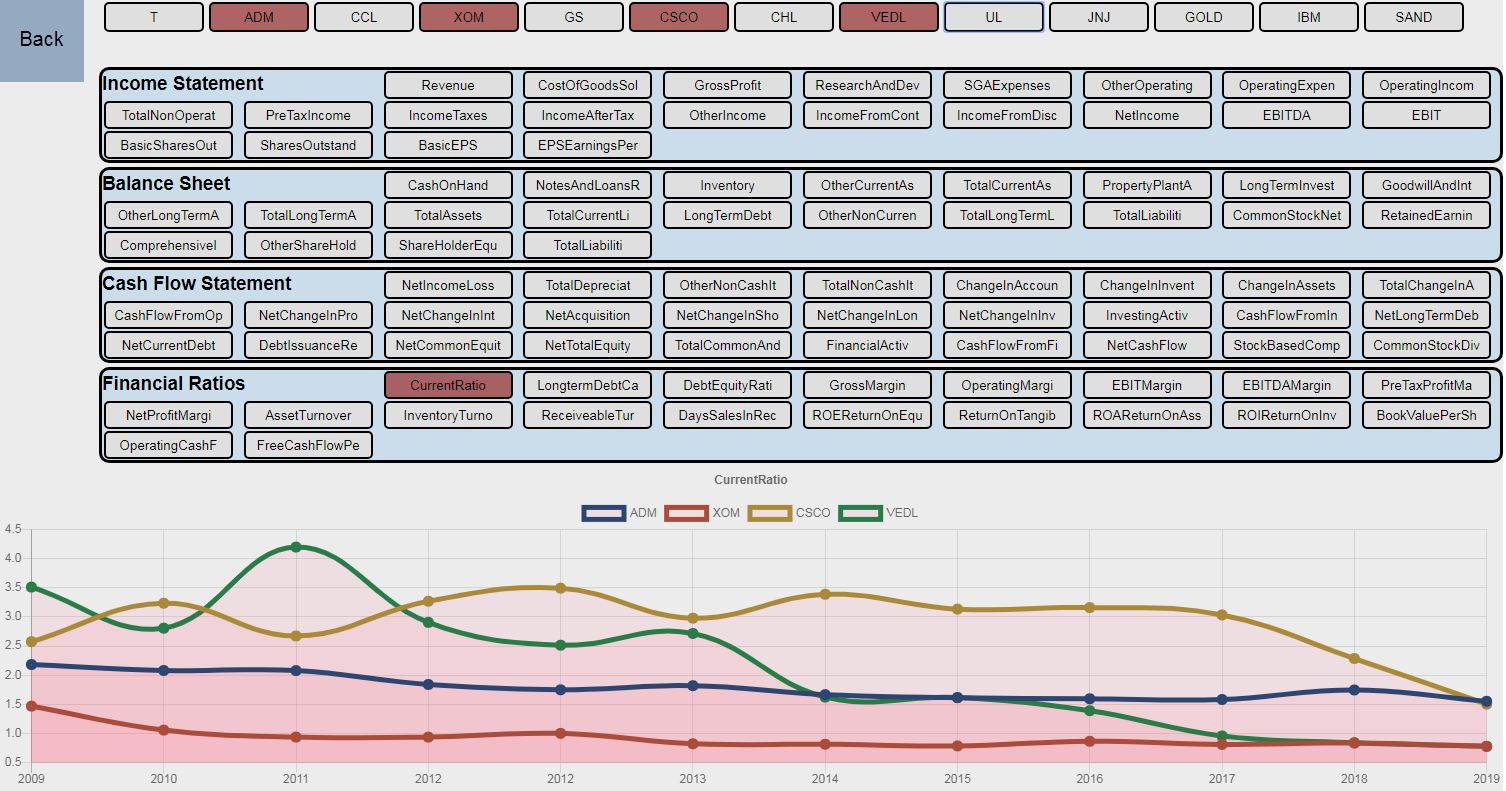 T ADM CCL XOM GS CSCO CHL VEDL UL JNJ GOLD IBM SAND
Back
Income Statement Revenue CostOfGoodsSol GrossProfit ResearchAndDev SGAExpenses OtherOperating OperatingExpen OperatingIncom
TotalNonOperat PreTaxIncome IncomeTaxes IncomeAfterTax OtherIncome IncomeFromCont IncomeFromDisc NetIncome EBITDA EBIT
BasicSharesOut SharesOutstand BasicEPS EPSEarningsPer
Balance Sheet CashOnHand NotesAndLoansR Inventory OtherCurrentAs TotalCurrentAs PropertyPlantA LongTermInvest GoodwillAndInt
OtherLongTermA TotalLongTermA TotalAssets TotalCurrentLi LongTermDebt OtherNonCurren TotalLongTermL TotalLiabiliti CommonStockNet RetainedEarnin
ComprehensiveI OtherShareHold ShareHolderEqu TotalLiabiliti
Cash Flow Statement NetIncomeLoss TotalDepreciat OtherNonCashIt TotalNonCashIt ChangeInAccoun ChangeInInvent ChangeInAssets TotalChangeInA
CashFlowFromOp NetChangeInPro NetChangeInInt NetAcquisition NetChangeInSho NetChangeInLon NetChangeInInv InvestingActiv CashFlowFromIn NetLongTermDeb
NetCurrentDebt DebtIssuanceRe NetCommonEquit NetTotalEquity TotalCommonAnd FinancialActiv CashFlowFromFi NetCashFlow StockBasedComp CommonStockDiv
Financial Ratios CurrentRatio LongtermDebtCa DebtEquityRati GrossMargin OperatingMargi EBITMargin EBITDAMargin PreTaxProfitMa
NetProfitMargi AssetTurnover InventoryTurno ReceiveableTur DaysSalesInRec ROEReturnOnEqu ReturnOnTangib ROAReturnOnAss ROIReturnOnInv BookValuePerSh
OperatingCashF FreeCashFlowPe
CurrentRatio
ADM XOM CSCO VEDL
4.5
4.0
3.5
3.0
2.5
2.0
1.5
1.0
0.5
2009 2010 2011 2012 2012 2013 2014 2015 2016 2017 2018 2019